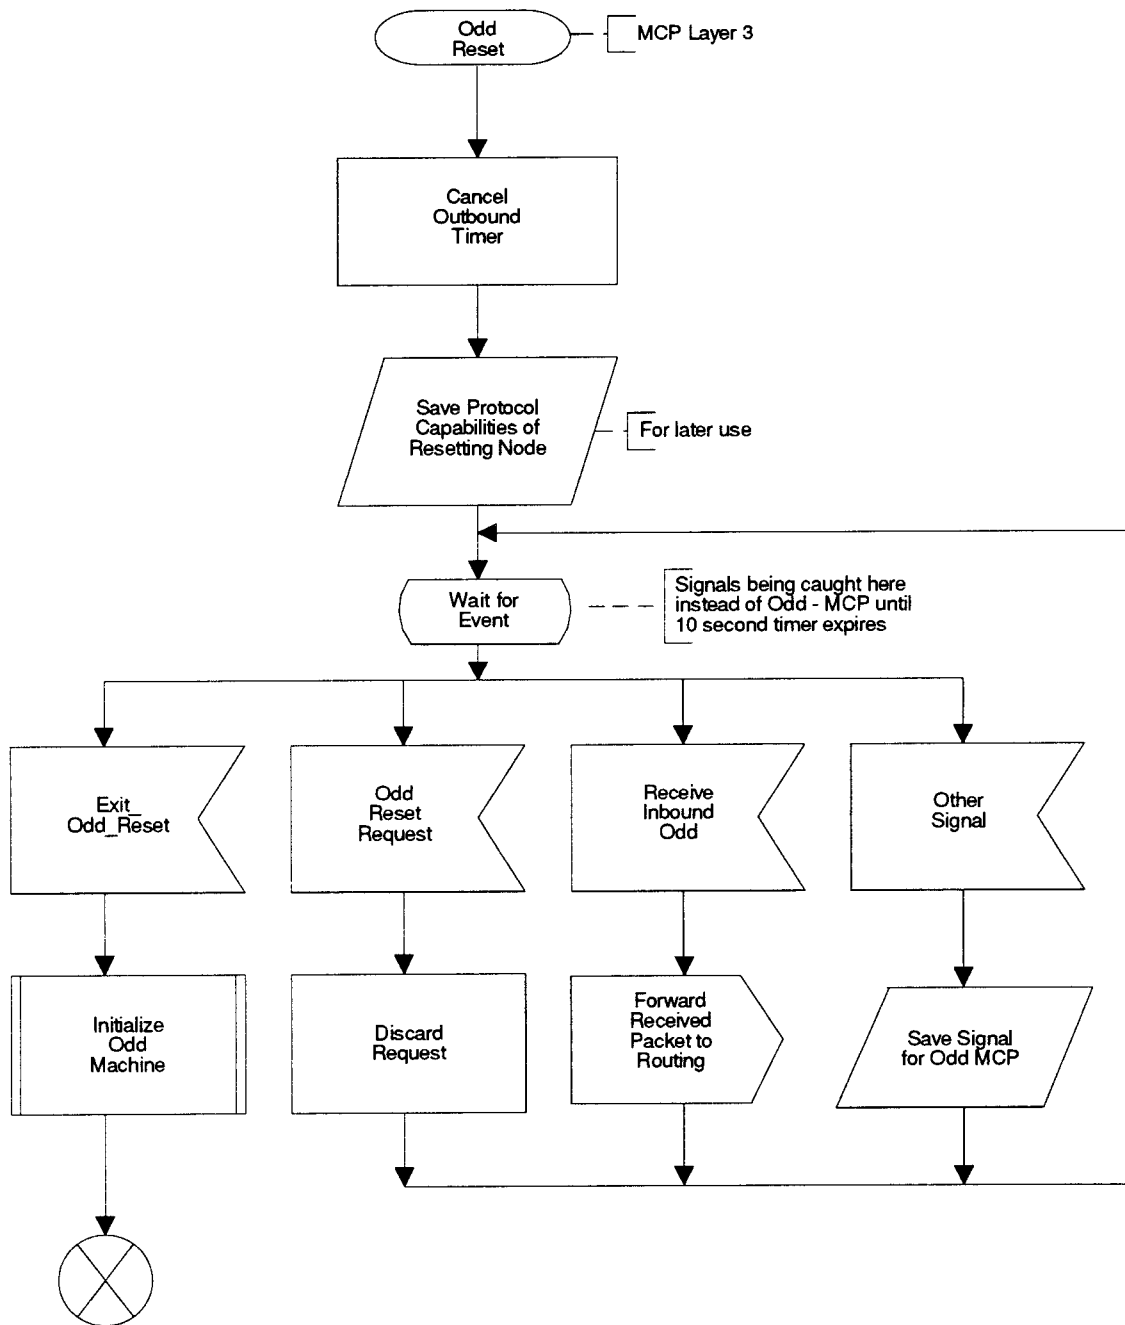 Odd
Reset
MCP Layer 3
Cancel
Outbound
Timer
Save Protocol
Capabilities of
Resetting Node
For later use
Wait for
Event
Signals being caught here
instead of Odd - MCP until
10 second timer expires
Exit_
Odd_Reset
Odd
Reset
Request
Receive
Inbound
Odd
Other
Signal
Initialize
Odd
Machine
Discard
Request
Forward
Received
Packet to
Routing
Save Signal
for Odd MCP